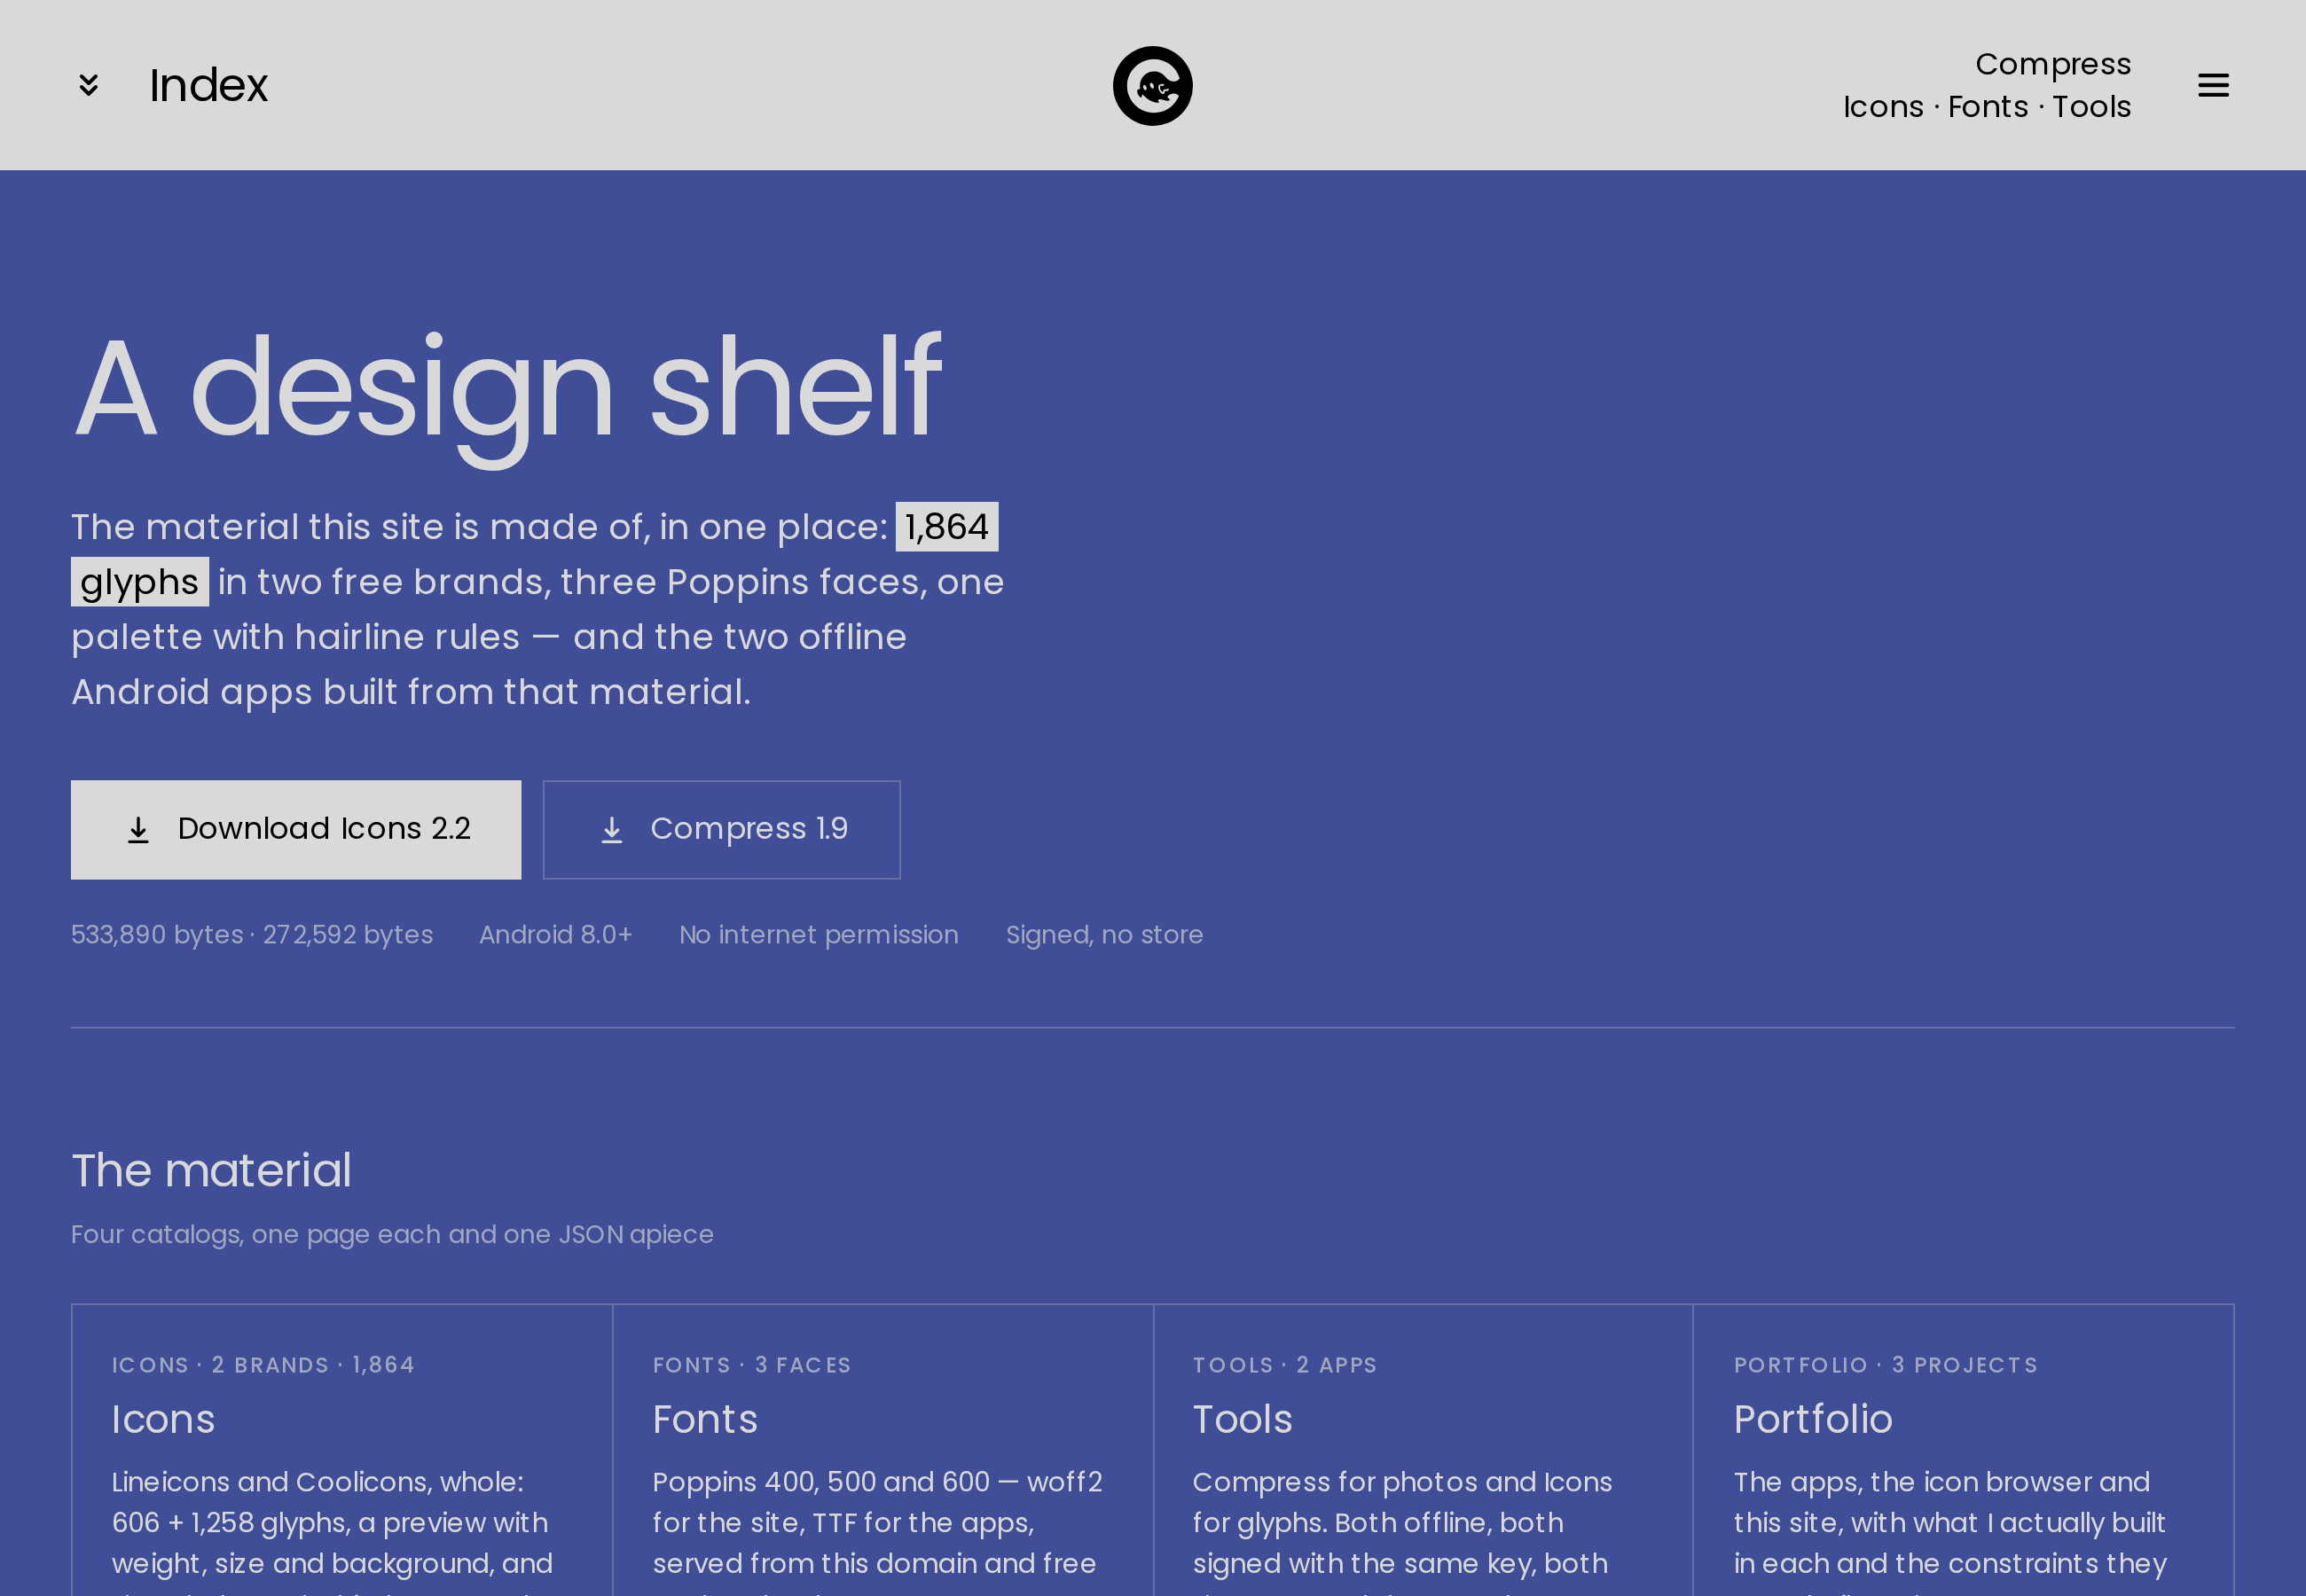 Index
Compress
Icons · Fonts · Tools
A design shelf
The material this site is made of, in one place: 1,864
glyphs in two free brands, three Poppins faces, one
palette with hairline rules — and the two offline
Android apps built from that material.
Download Icons 2.2
Compress 1.9
533,890 bytes · 272,592 bytes
Android 8.0+
No internet permission
Signed, no store
The material
Four catalogs, one page each and one JSON apiece
ICONS · 2 BRANDS · 1,864
Icons
Lineicons and Coolicons, whole:
606 + 1,258 glyphs, a preview with
weight, size and background, and
FONTS · 3 FACES
Fonts
Poppins 400, 500 and 600 — woff2
for the site, TTF for the apps,
served from this domain and free
TOOLS · 2 APPS
Tools
Compress for photos and Icons
for glyphs. Both offline, both
signed with the same key, both
PORTFOLIO · 3 PROJECTS
Portfolio
The apps, the icon browser and
this site, with what I actually built
in each and the constraints they